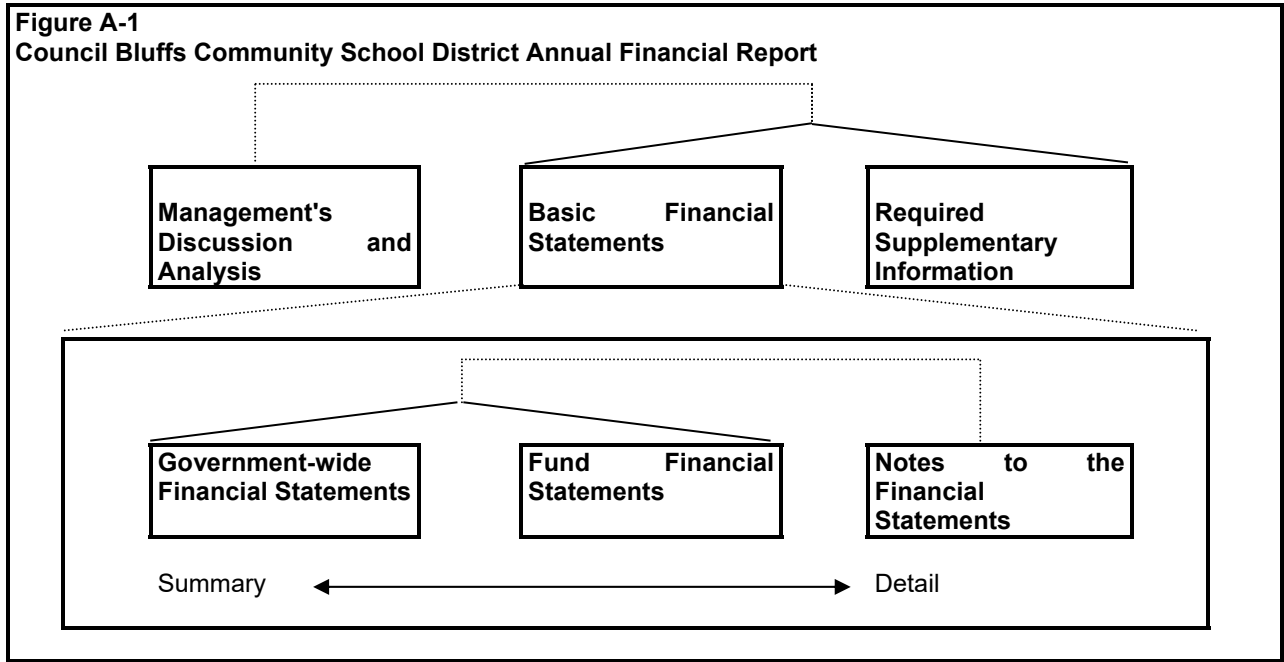 Figure A-1
Council Bluffs Community School District Annual Financial Report
Management's
Discussion and
Analysis
Basic Financial
Statements
Required
Supplementary
Information
Government-wide
Financial Statements
Fund Financial
Statements
Notes to the
Financial
Statements
Summary
Detail